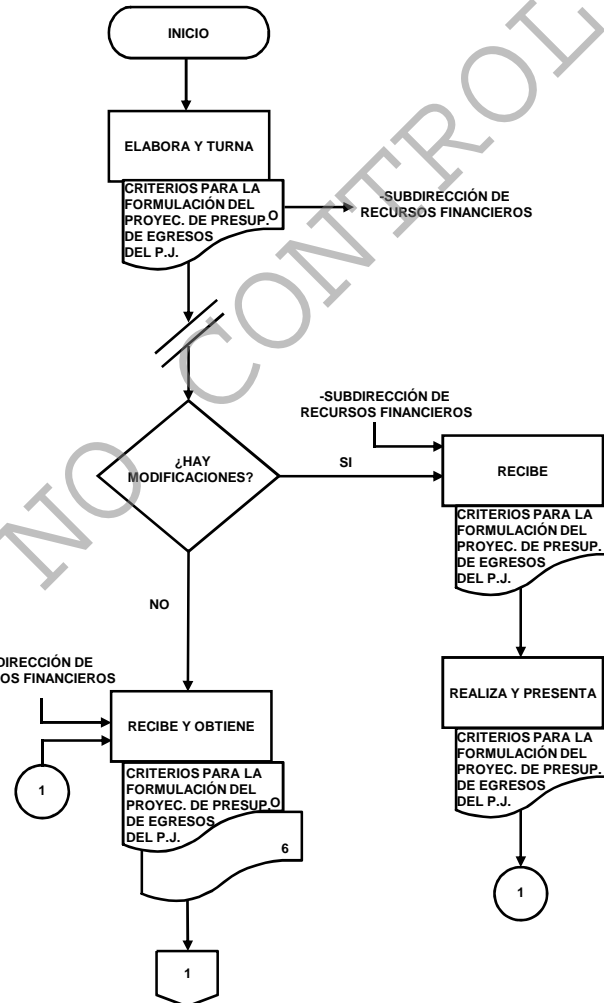 INICIO
ELABORA Y TURNA
CRITERIOS PARA LA
FORMULACIÓN DEL
PROYEC. DE PRESUP.
O
DE EGRESOS
DEL P.J.
-SUBDIRECCIÓN DE
RECURSOS FINANCIEROS
¿HAY
MODIFICACIONES?
SI
-SUBDIRECCIÓN DE
RECURSOS FINANCIEROS
RECIBE
CRITERIOS PARA LA
FORMULACIÓN DEL
PROYEC. DE PRESUP.
DE EGRESOS
DEL P.J.
NO
DIRECCIÓN DE
OS FINANCIEROS
RECIBE Y OBTIENE
1
CRITERIOS PARA LA
FORMULACIÓN DEL
PROYEC. DE PRESUP.
O
DE EGRESOS
DEL P.J.
6
1
REALIZA Y PRESENTA
CRITERIOS PARA LA
FORMULACIÓN DEL
PROYEC. DE PRESUP.
DE EGRESOS
DEL P.J.
1
NO CONTROL